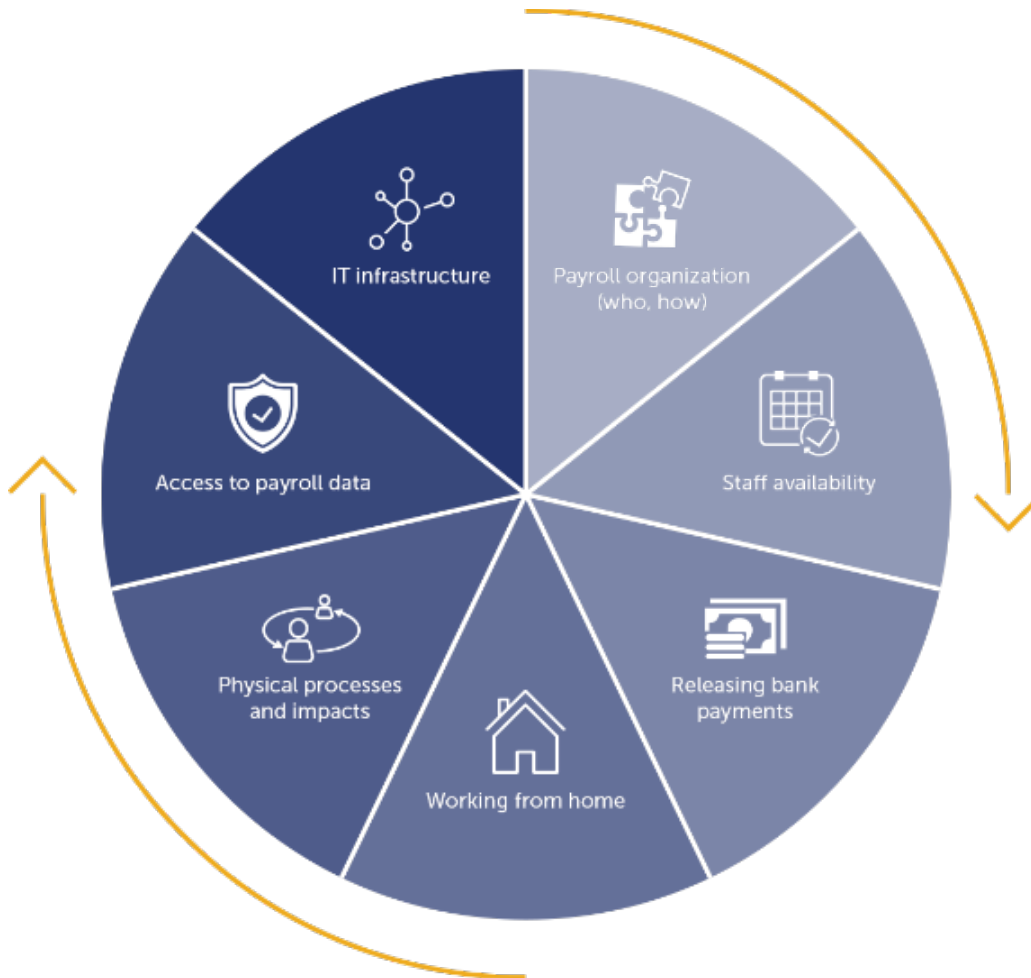 IT infrastructure
Payroll organization
(who, how)
Access to payroll data
Staff availability
Physical processes
and impacts
Releasing bank
payments
Working from home